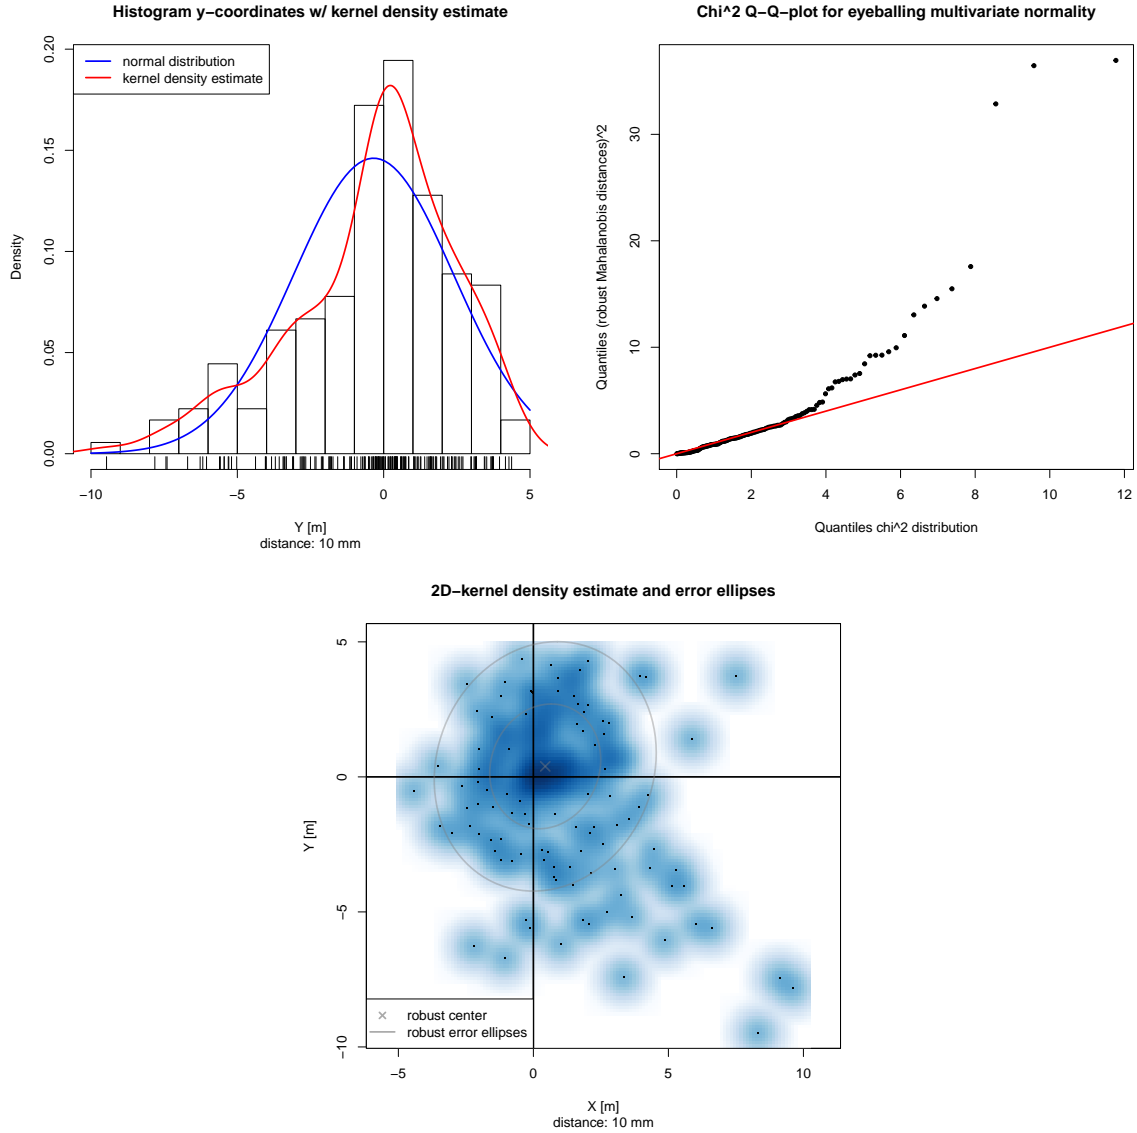 Histogram y−coordinates w/ kernel density estimate
normal distribution
kernel density estimate
Density
0.00
0.05
0.10
0.15
0.20
−10
−5
0
5
Y [m]
distance: 10 mm
Chi^2 Q−Q−plot for eyeballing multivariate normality
Quantiles (robust Mahalanobis distances)^2
0
10
20
30
0
2
4
6
8
10
12
Quantiles chi^2 distribution
2D−kernel density estimate and error ellipses
Y [m]
5
0
−5
−10
robust center
robust error ellipses
−5
0
5
10
X [m]
distance: 10 mm